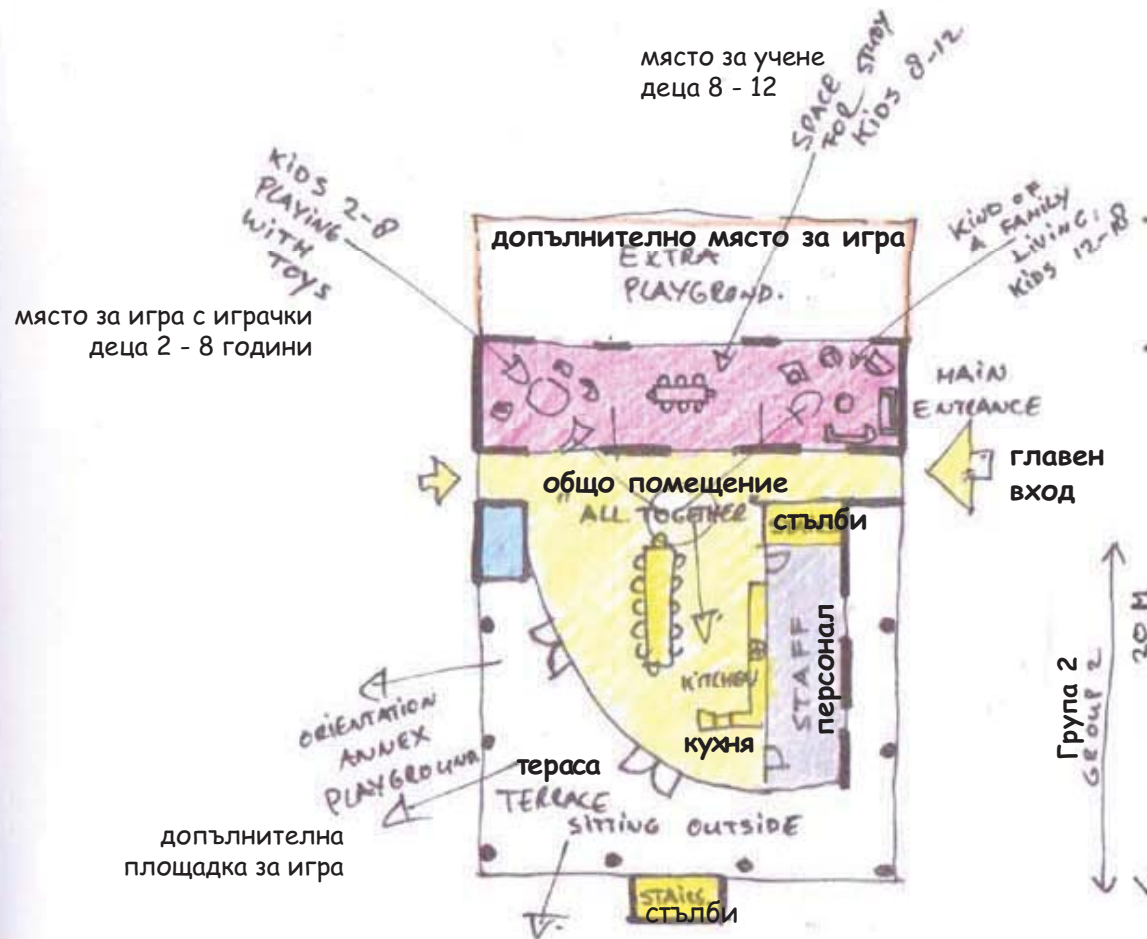 място за учене
деца 8 - 12
SPACE
FOR STUDY
KIDS 8-12
KIDS 2-8
PLAYING
WITH
TOYS
KIND OF
A FAMILY
LIVING:
KIDS 12-18.
допълнително място за игра
EXTRA
PLAYGROND.
място за игра с играчки
деца 2 - 8 години
MAIN
ENTRANCE
главен
вход
общо помещение
"ALL TOGETHER"
стълби
STAFF
персонал
KITCHEN
кухня
20 M
Група 2
GROUP 2
ORIENTATION
ANNEX
PLAYGROUND
тераса
TERRACE
SITTING OUTSIDE
допълнителна
площадка за игра
STAIRS
стълби